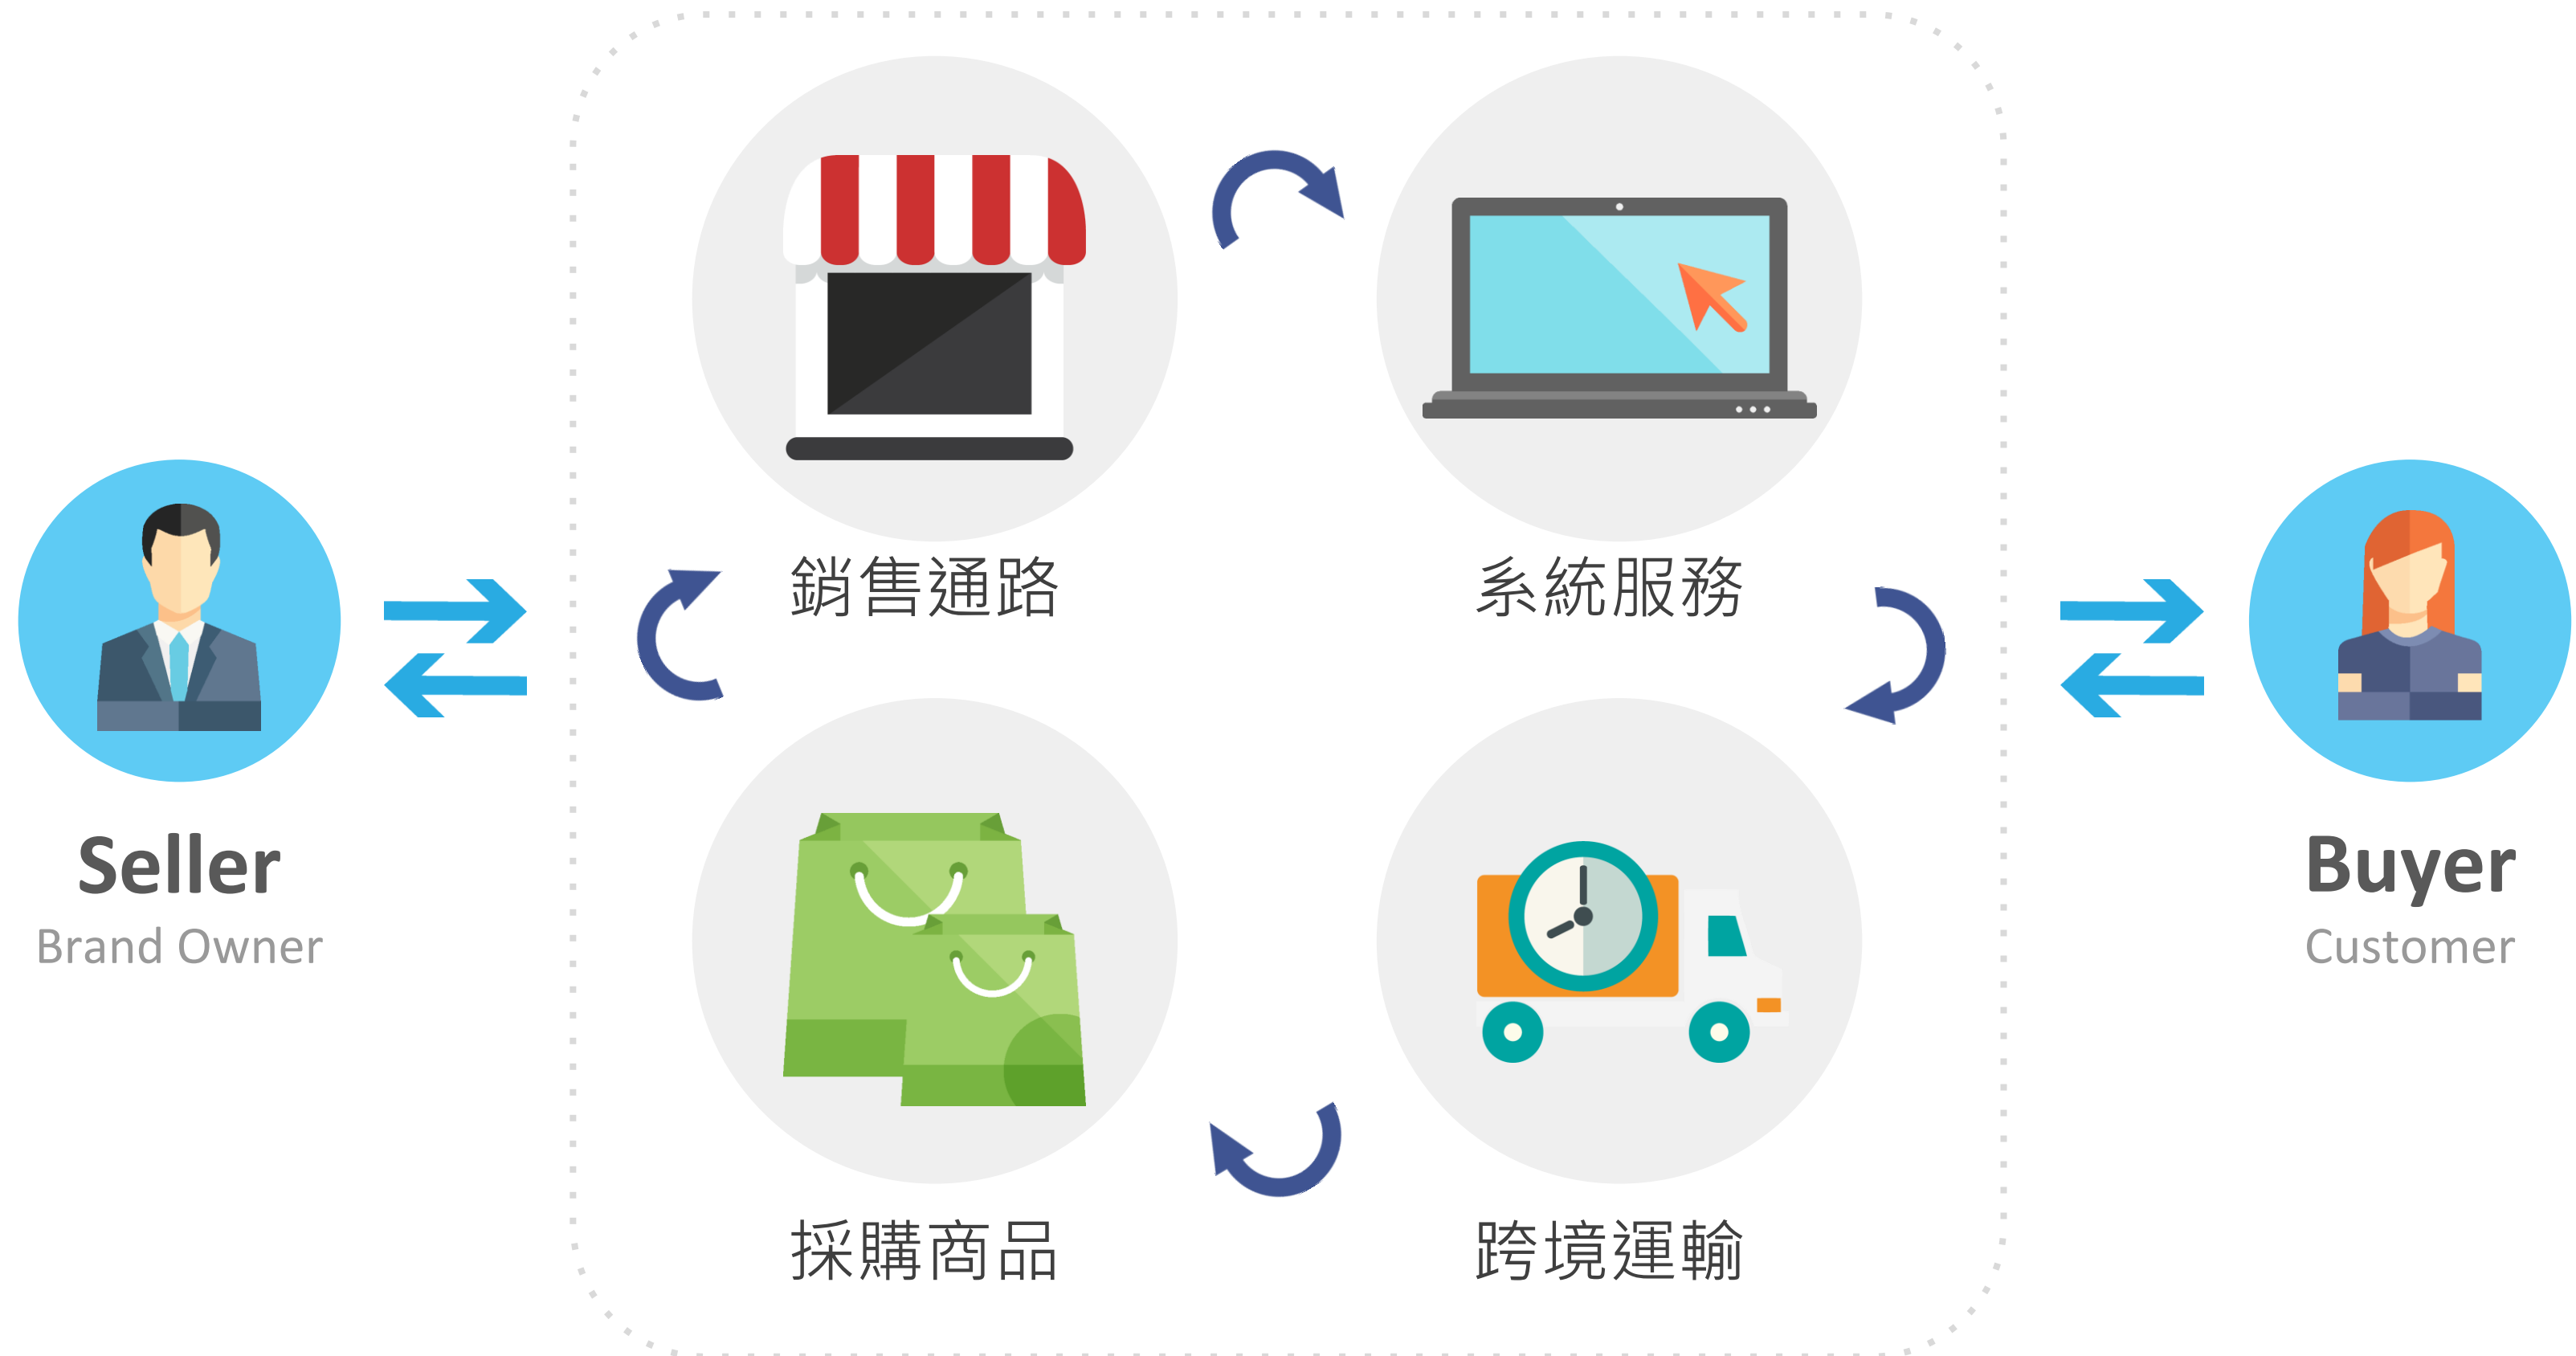 銷售通路
系統服務
Seller
Brand Owner
Buyer
Customer
採購商品
跨境運輸